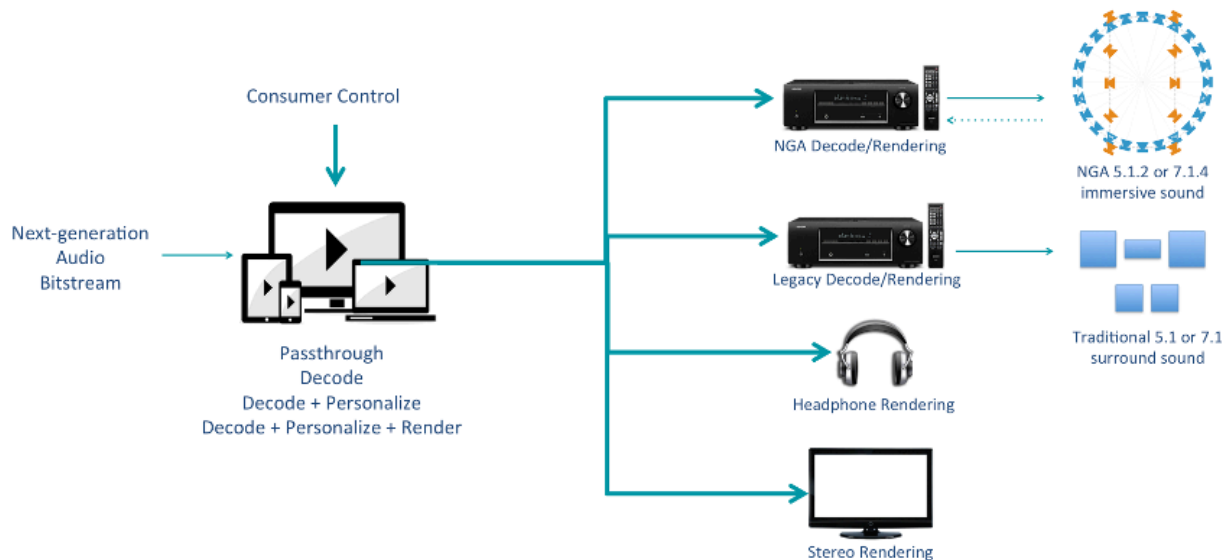 Consumer Control
Next-generation
Audio
Bitstream
Passthrough
Decode
Decode + Personalize
Decode + Personalize + Render
NGA Decode/Rendering
NGA 5.1.2 or 7.1.4
immersive sound
Legacy Decode/Rendering
Traditional 5.1 or 7.1
surround sound
Headphone Rendering
Stereo Rendering